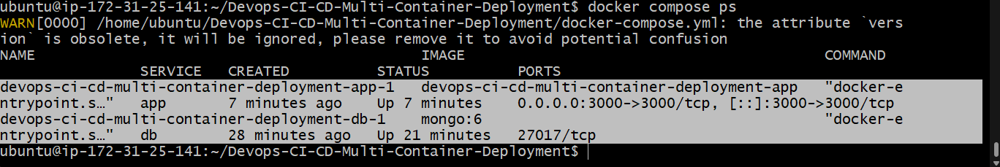 ubuntu@ip-172-31-25-141:~/Devops-CI-CD-Multi-Container-Deployment$ docker compose ps
WARN[0000] /home/ubuntu/Devops-CI-CD-Multi-Container-Deployment/docker-compose.yml: the attribute `vers
ion` is obsolete, it will be ignored, please remove it to avoid potential confusion
NAME IMAGE COMMAND
SERVICE CREATED STATUS PORTS
devops-ci-cd-multi-container-deployment-app-1 devops-ci-cd-multi-container-deployment-app "docker-e
ntrypoint.s…" app 7 minutes ago Up 7 minutes 0.0.0.0:3000->3000/tcp, [::]:3000->3000/tcp
devops-ci-cd-multi-container-deployment-db-1 mongo:6 "docker-e
ntrypoint.s…" db 28 minutes ago Up 21 minutes 27017/tcp
ubuntu@ip-172-31-25-141:~/Devops-CI-CD-Multi-Container-Deployment$